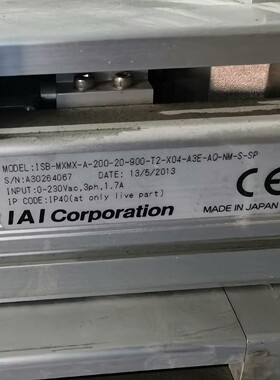 MODEL:ISB-MXMX-A-200-20-900-T2-X04-A3E-AQ-NM-S-SP
S/N:A30264067 DATE: 13/5/2013
INPUT:0-230Vac,3ph,1.7A
IP CODE:IP40(at only live part)
IAI Corporation
MADE IN JAPAN
CE